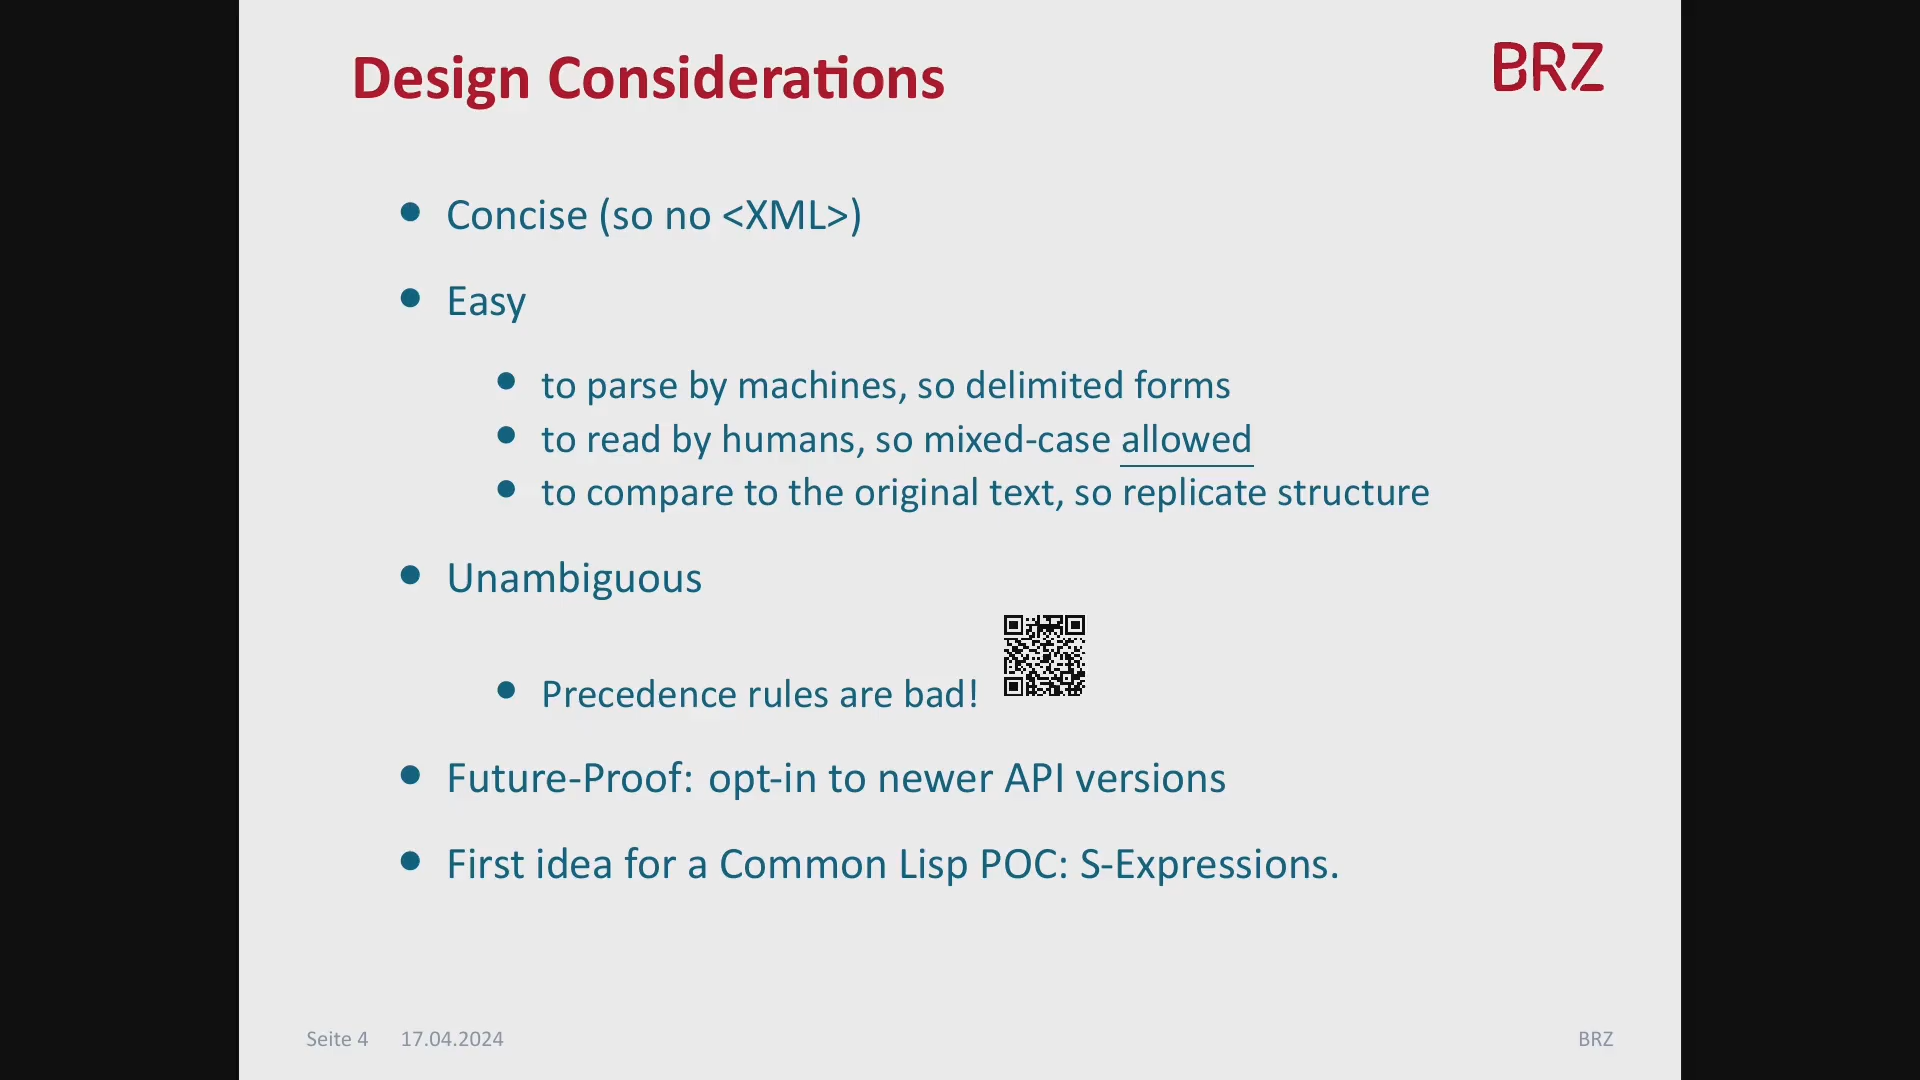 Design Considerations
BRZ
Concise (so no <XML>)
Easy
to parse by machines, so delimited forms
to read by humans, so mixed-case allowed
to compare to the original text, so replicate structure
Unambiguous
Precedence rules are bad!
Future-Proof: opt-in to newer API versions
First idea for a Common Lisp POC: S-Expressions.
Seite 4 17.04.2024
BRZ